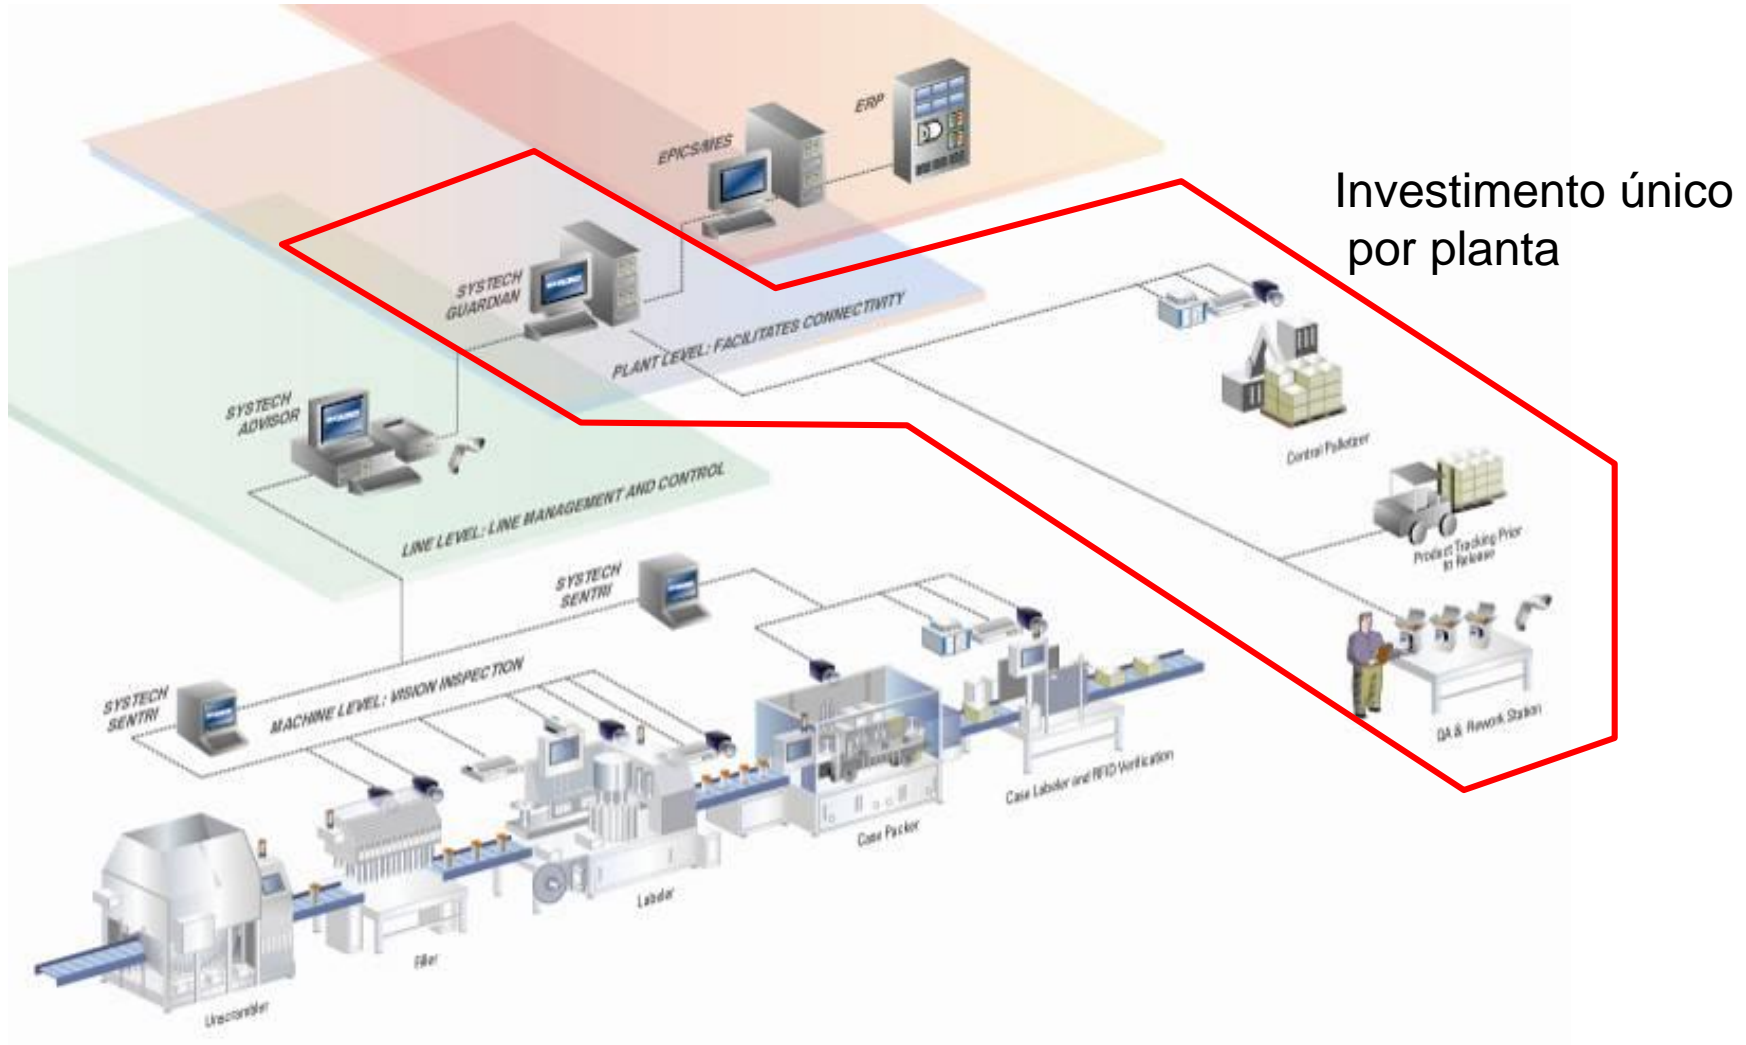 ERP
EPICS/MES
Investimento único
por planta
SYSTECH
GUARDIAN
PLANT LEVEL: FACILITATES CONNECTIVITY
SYSTECH
ADVISOR
Central Palletizer
LINE LEVEL: LINE MANAGEMENT AND CONTROL
Product Tracking Prior
to Release
SYSTECH
SENTRI
SYSTECH
SENTRI
MACHINE LEVEL: VISION INSPECTION
QA & Rework Station
Case Labeler and RFID Verification
Case Packer
Labeler
Filler
Unscrambler